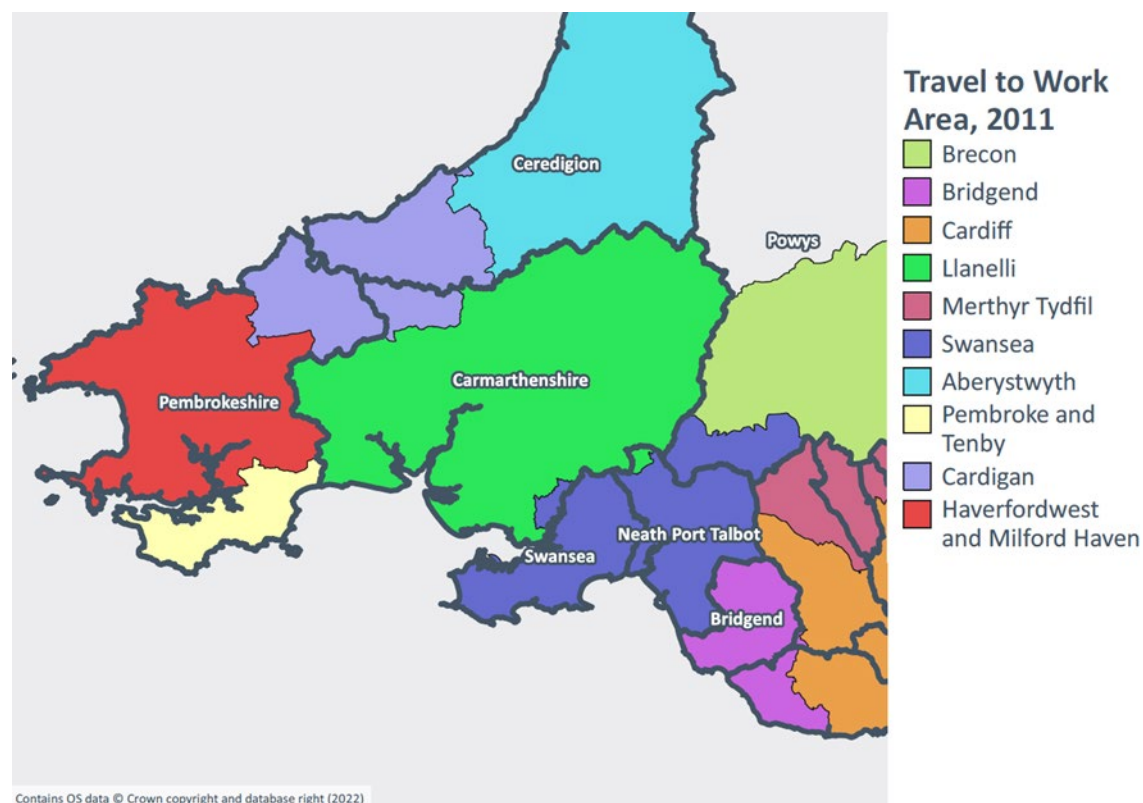 Travel to Work
Area, 2011
Brecon
Bridgend
Cardiff
Llanelli
Merthyr Tydfil
Swansea
Aberystwyth
Pembroke and
Tenby
Cardigan
Haverfordwest
and Milford Haven
Ceredigion
Powys
Carmarthenshire
Pembrokeshire
Neath Port Talbot
Swansea
Bridgend
Contains OS data © Crown copyright and database right (2022)